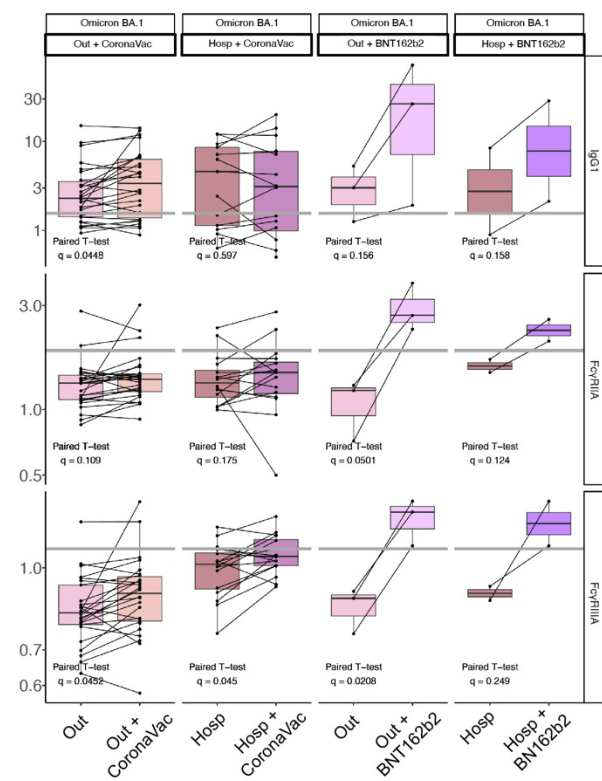 Omicron BA.1
Omicron BA.1
Omicron BA.1
Omicron BA.1
Out + CoronaVac
Hosp + CoronaVac
Out + BNT162b2
Hosp + BNT162b2
30
10
3
1
Paired T-test
q = 0.0448
Paired T-test
q = 0.597
Paired T-test
q = 0.156
Paired T-test
q = 0.158
IgG1
3.0
1.0
0.5
Paired T-test
q = 0.109
Paired T-test
q = 0.175
Paired T-test
q = 0.0501
Paired T-test
q = 0.124
FcγRIIA
1.0
0.7
0.6
Paired T-test
q = 0.0452
Paired T-test
q = 0.045
Paired T-test
q = 0.0208
Paired T-test
q = 0.249
FcγRIIIA
Out
Out +
CoronaVac
Hosp
Hosp +
CoronaVac
Out
Out +
BNT162b2
Hosp
Hosp +
BN162b2